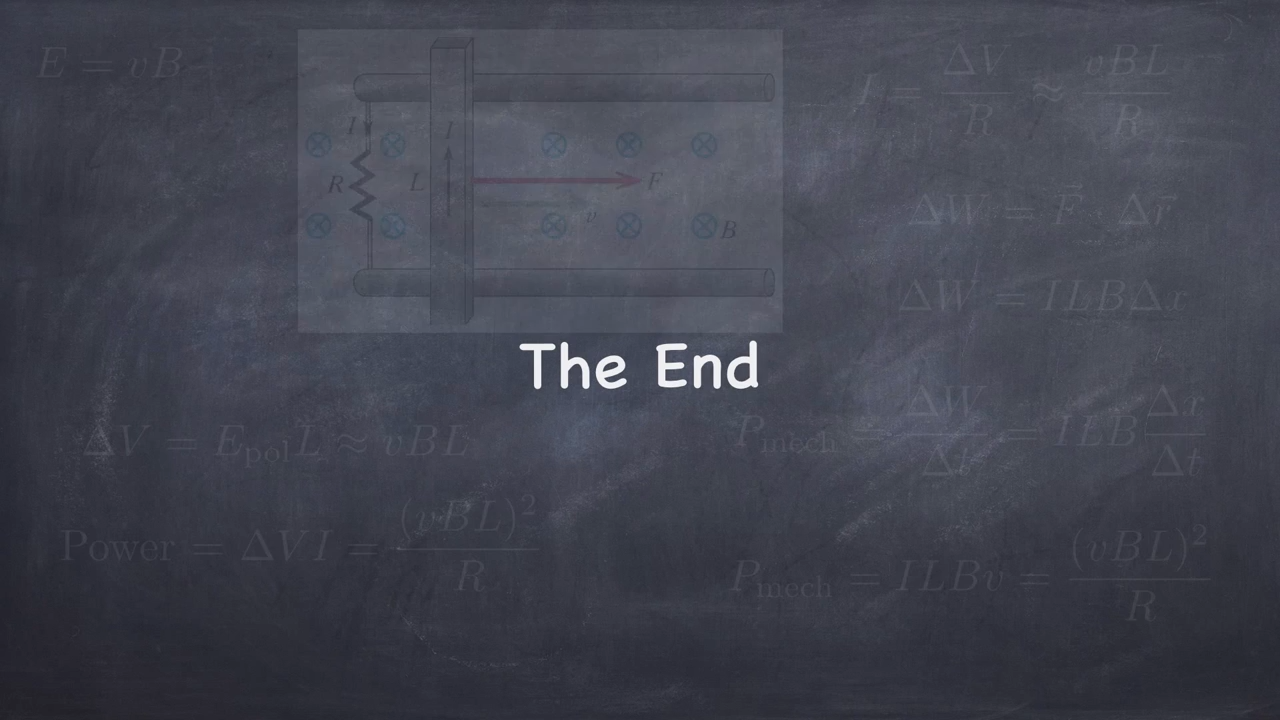 E = vB
I = ΔV/R ≈ vBL/R
I
I
R
L
F
v
B
ΔW = F⃗ · Δr⃗
ΔW = ILBΔx
The End
ΔV = E_pol L ≈ vBL
P_mech = ΔW/Δt = ILB Δx/Δt
Power = ΔVI = (vBL)²/R
P_mech = ILBv = (vBL)²/R